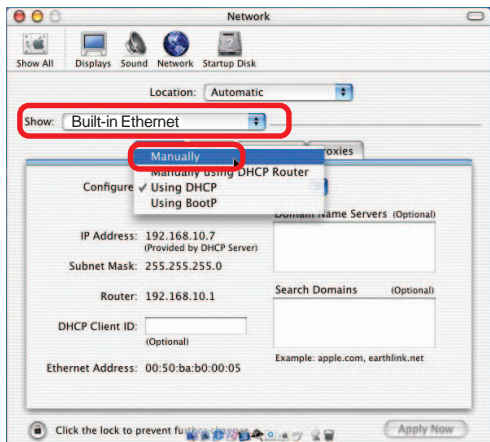 Network
Show All Displays Sound Network Startup Disk
Location: Automatic
Show: Built-in Ethernet
Manually
oxies
Manually using DHCP Router
Configure ✓ Using DHCP
Using BootP
Domain Name Servers (Optional)
IP Address: 192.168.10.7
(Provided by DHCP Server)
Subnet Mask: 255.255.255.0
Router: 192.168.10.1
Search Domains (Optional)
DHCP Client ID:
(Optional)
Example: apple.com, earthlink.net
Ethernet Address: 00:50:ba:b0:00:05
Click the lock to prevent further changes.
Apply Now